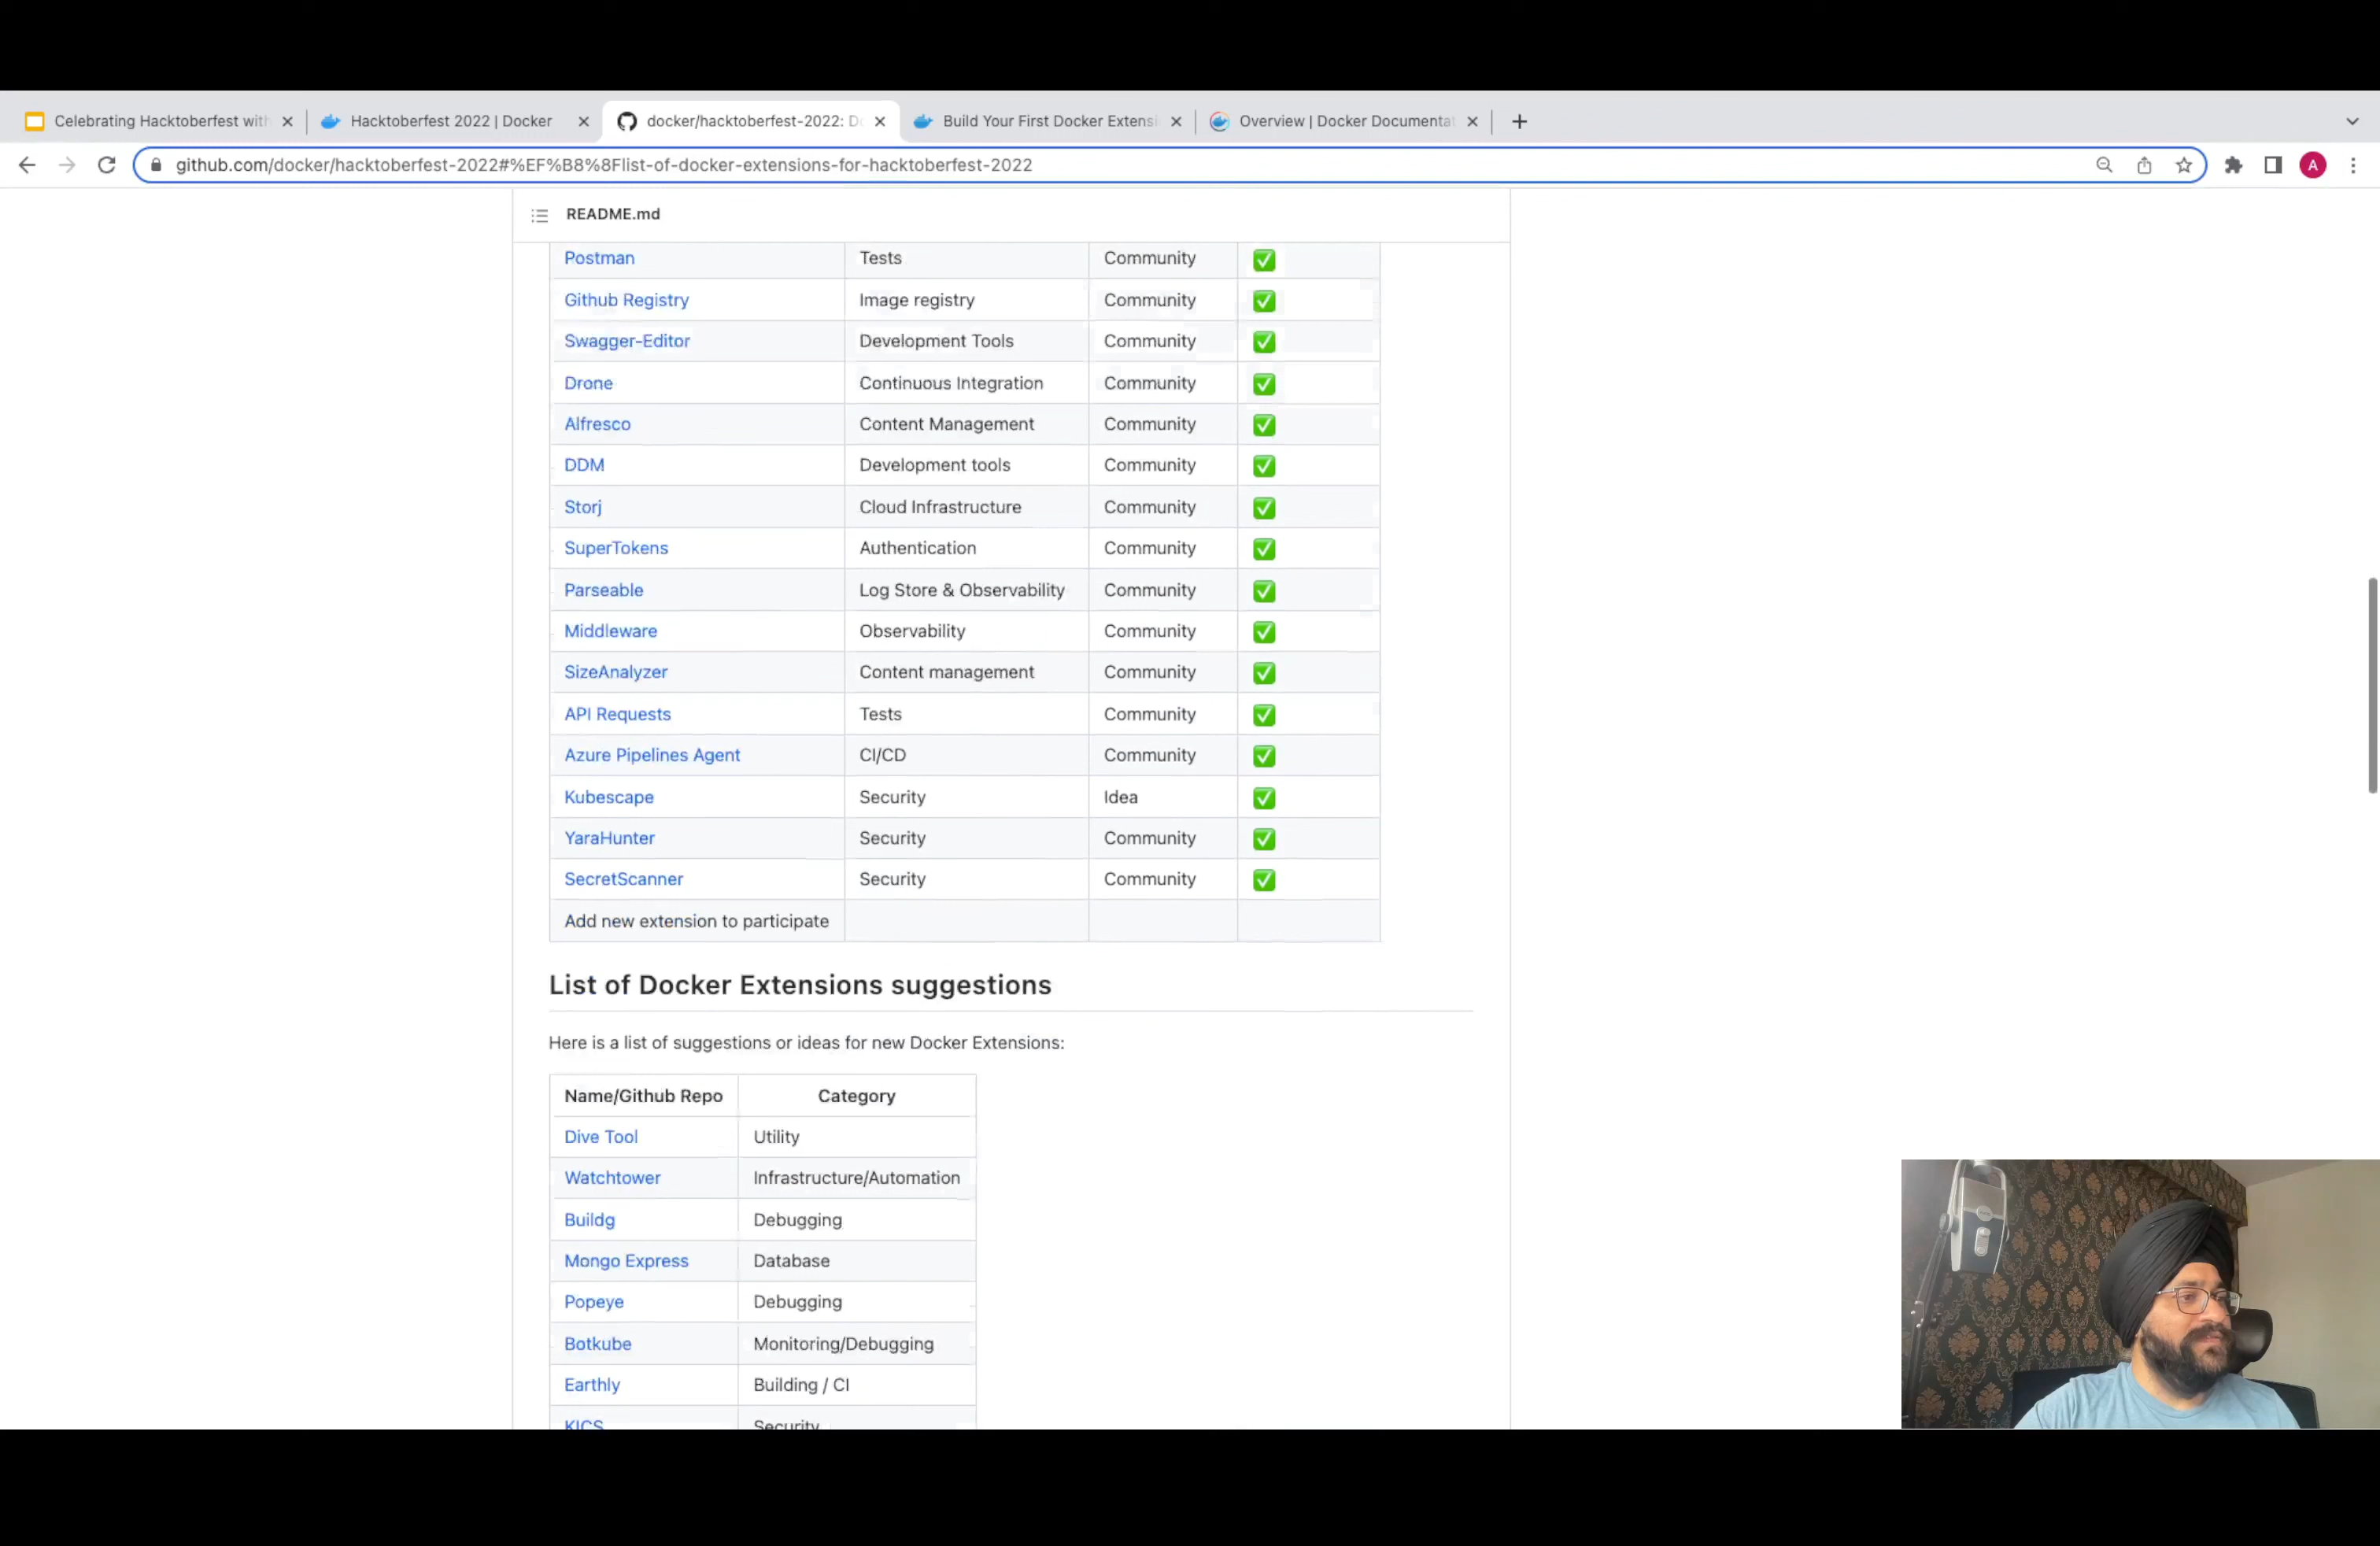 Celebrating Hacktoberfest with
Hacktoberfest 2022 | Docker
docker/hacktoberfest-2022: Do
Build Your First Docker Extensi
Overview | Docker Documentat
github.com/docker/hacktoberfest-2022#%EF%B8%8Flist-of-docker-extensions-for-hacktoberfest-2022
A
README.md
Postman Tests Community
Github Registry Image registry Community
Swagger-Editor Development Tools Community
Drone Continuous Integration Community
Alfresco Content Management Community
DDM Development tools Community
Storj Cloud Infrastructure Community
SuperTokens Authentication Community
Parseable Log Store & Observability Community
Middleware Observability Community
SizeAnalyzer Content management Community
API Requests Tests Community
Azure Pipelines Agent CI/CD Community
Kubescape Security Idea
YaraHunter Security Community
SecretScanner Security Community
Add new extension to participate
List of Docker Extensions suggestions
Here is a list of suggestions or ideas for new Docker Extensions:
Name/Github Repo Category
Dive Tool Utility
Watchtower Infrastructure/Automation
Buildg Debugging
Mongo Express Database
Popeye Debugging
Botkube Monitoring/Debugging
Earthly Building / CI
KICS Security